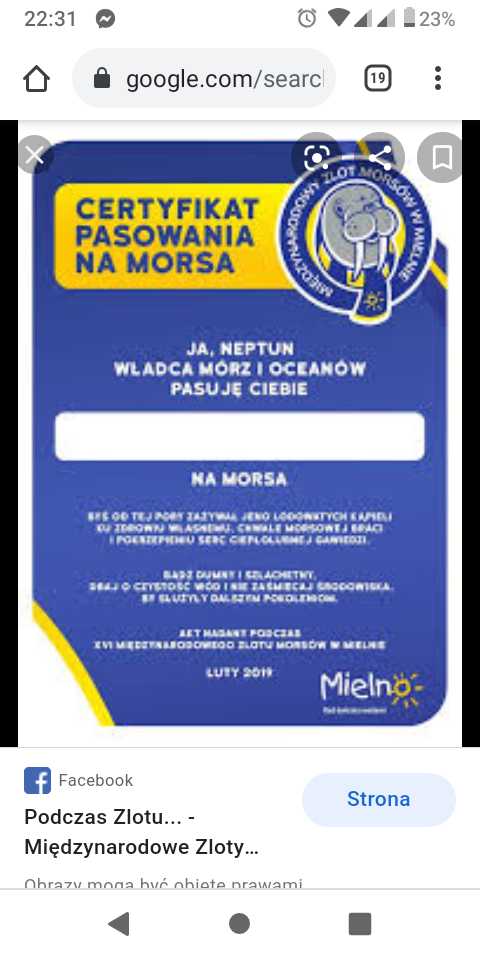 22:31
23%
google.com/search
19
CERTYFIKAT
PASOWANIA
NA MORSA
MIĘDZYNARODOWY ZLOT MORSÓW W MIELNIE
JA, NEPTUN
WŁADCA MÓRZ I OCEANÓW
PASUJĘ CIEBIE
NA MORSA
BYŚ OD TEJ PORY ZAŻYWAŁ JENO LODOWATYCH KĄPIELI
KU ZDROWIU WŁASNEMU, CHWALE MORSOWEJ BRACI
I POKRZEPIENIU SERC CIEPŁOLUBNEJ GAWIEDZI.
BĄDŹ DUMNY I SZLACHETNY,
DBAJ O CZYSTOŚĆ WÓD I NIE ZAŚMIECAJ ŚRODOWISKA,
BY SŁUŻYŁY DALSZYM POKOLENIOM.
AKT NADANY PODCZAS
XVI MIĘDZYNARODOWEGO ZLOTU MORSÓW W MIELNIE
LUTY 2019
Mielno
Facebook
Strona
Podczas Zlotu... -
Międzynarodowe Zloty...
Obrazy mogą być objęte prawami